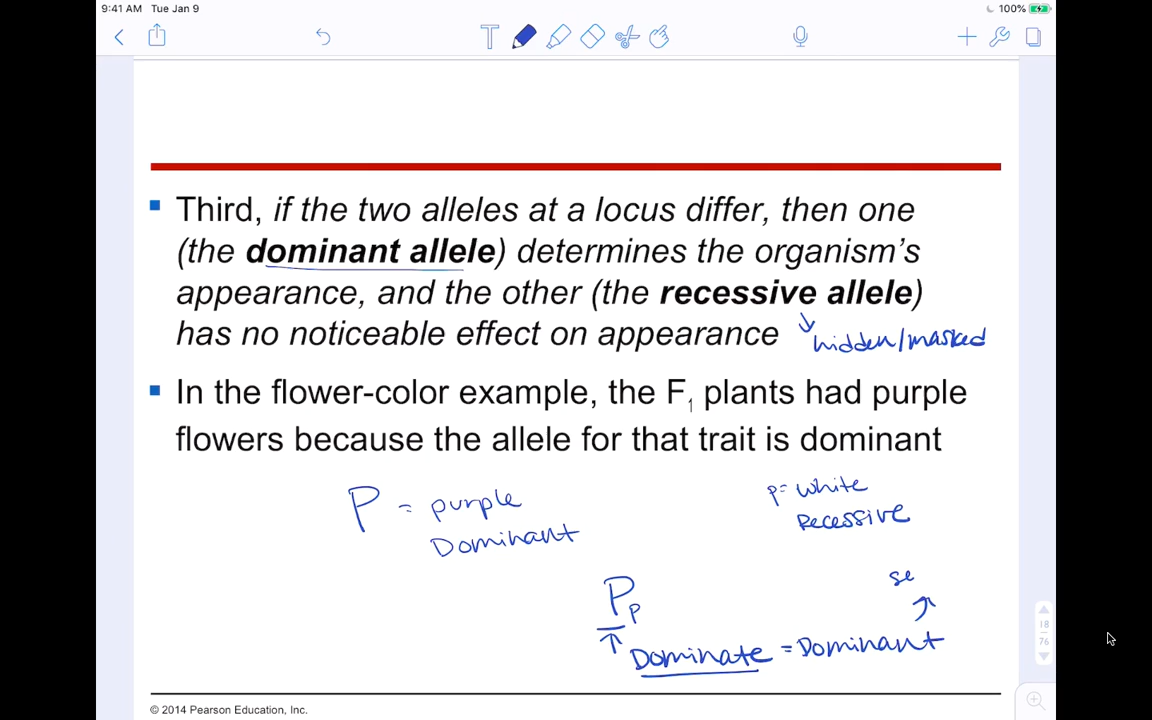 9:41 AM Tue Jan 9
100%
Third, if the two alleles at a locus differ, then one
(the dominant allele) determines the organism's
appearance, and the other (the recessive allele)
has no noticeable effect on appearance
hidden/masked
In the flower-color example, the F1 plants had purple
flowers because the allele for that trait is dominant
P = purple
Dominant
p= white
Recessive
Pp
se
Dominate = Dominant
18
76
© 2014 Pearson Education, Inc.